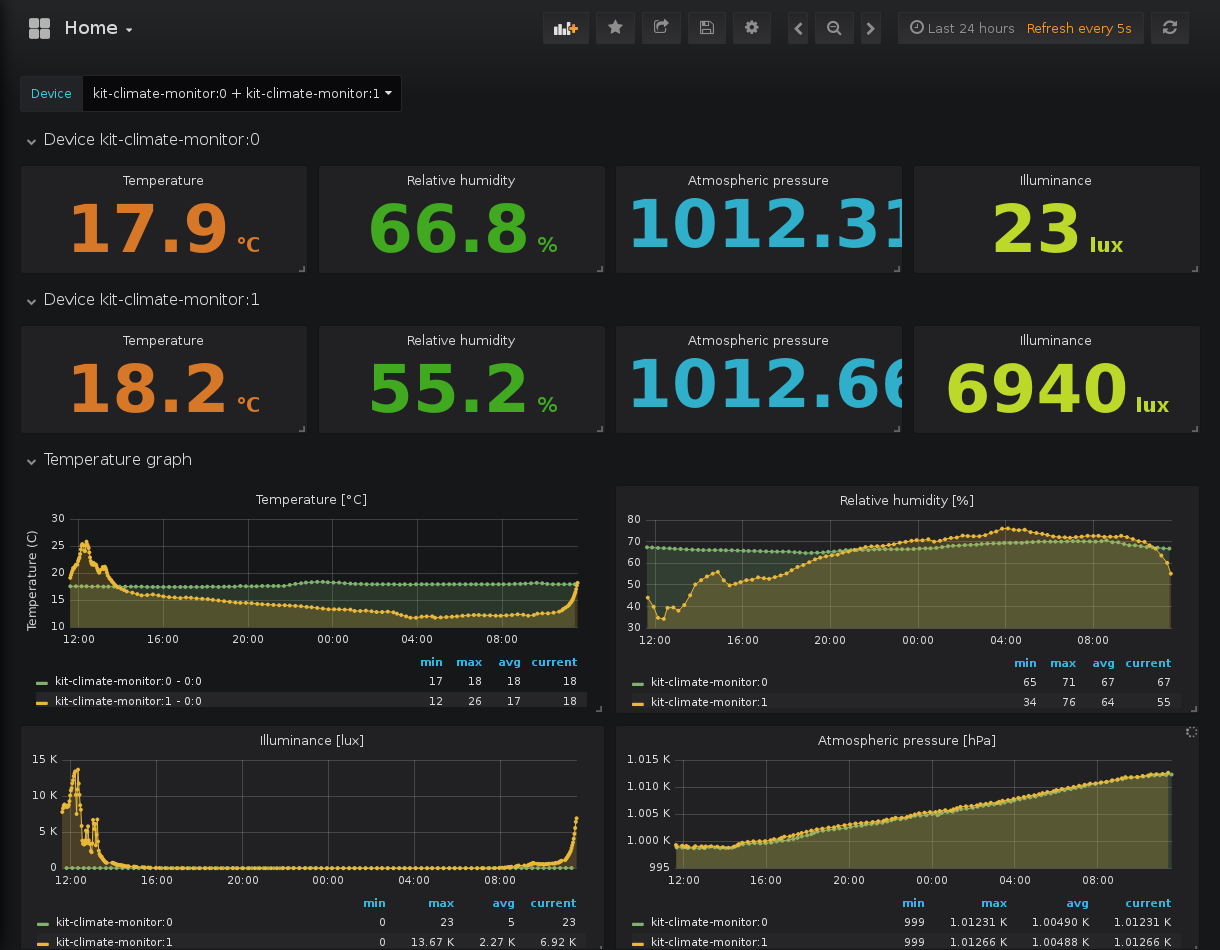 Home
Last 24 hours Refresh every 5s
Device kit-climate-monitor:0 + kit-climate-monitor:1
Device kit-climate-monitor:0
Temperature Relative humidity Atmospheric pressure Illuminance
17.9 °C 66.8 % 1012.31 23 lux
Device kit-climate-monitor:1
Temperature Relative humidity Atmospheric pressure Illuminance
18.2 °C 55.2 % 1012.66 6940 lux
Temperature graph
Temperature [°C]
Temperature (C)
30
25
20
15
10
12:00 16:00 20:00 00:00 04:00 08:00
min max avg current
kit-climate-monitor:0 - 0:0 17 18 18 18
kit-climate-monitor:1 - 0:0 12 26 17 18
Relative humidity [%]
80
70
60
50
40
30
12:00 16:00 20:00 00:00 04:00 08:00
min max avg current
kit-climate-monitor:0 65 71 67 67
kit-climate-monitor:1 34 76 64 55
Illuminance [lux]
15 K
10 K
5 K
0
12:00 16:00 20:00 00:00 04:00 08:00
min max avg current
kit-climate-monitor:0 0 23 5 23
kit-climate-monitor:1 0 13.67 K 2.27 K 6.92 K
Atmospheric pressure [hPa]
1.015 K
1.010 K
1.005 K
1.000 K
995
12:00 16:00 20:00 00:00 04:00 08:00
min max avg current
kit-climate-monitor:0 999 1.01231 K 1.00490 K 1.01231 K
kit-climate-monitor:1 999 1.01266 K 1.00488 K 1.01266 K